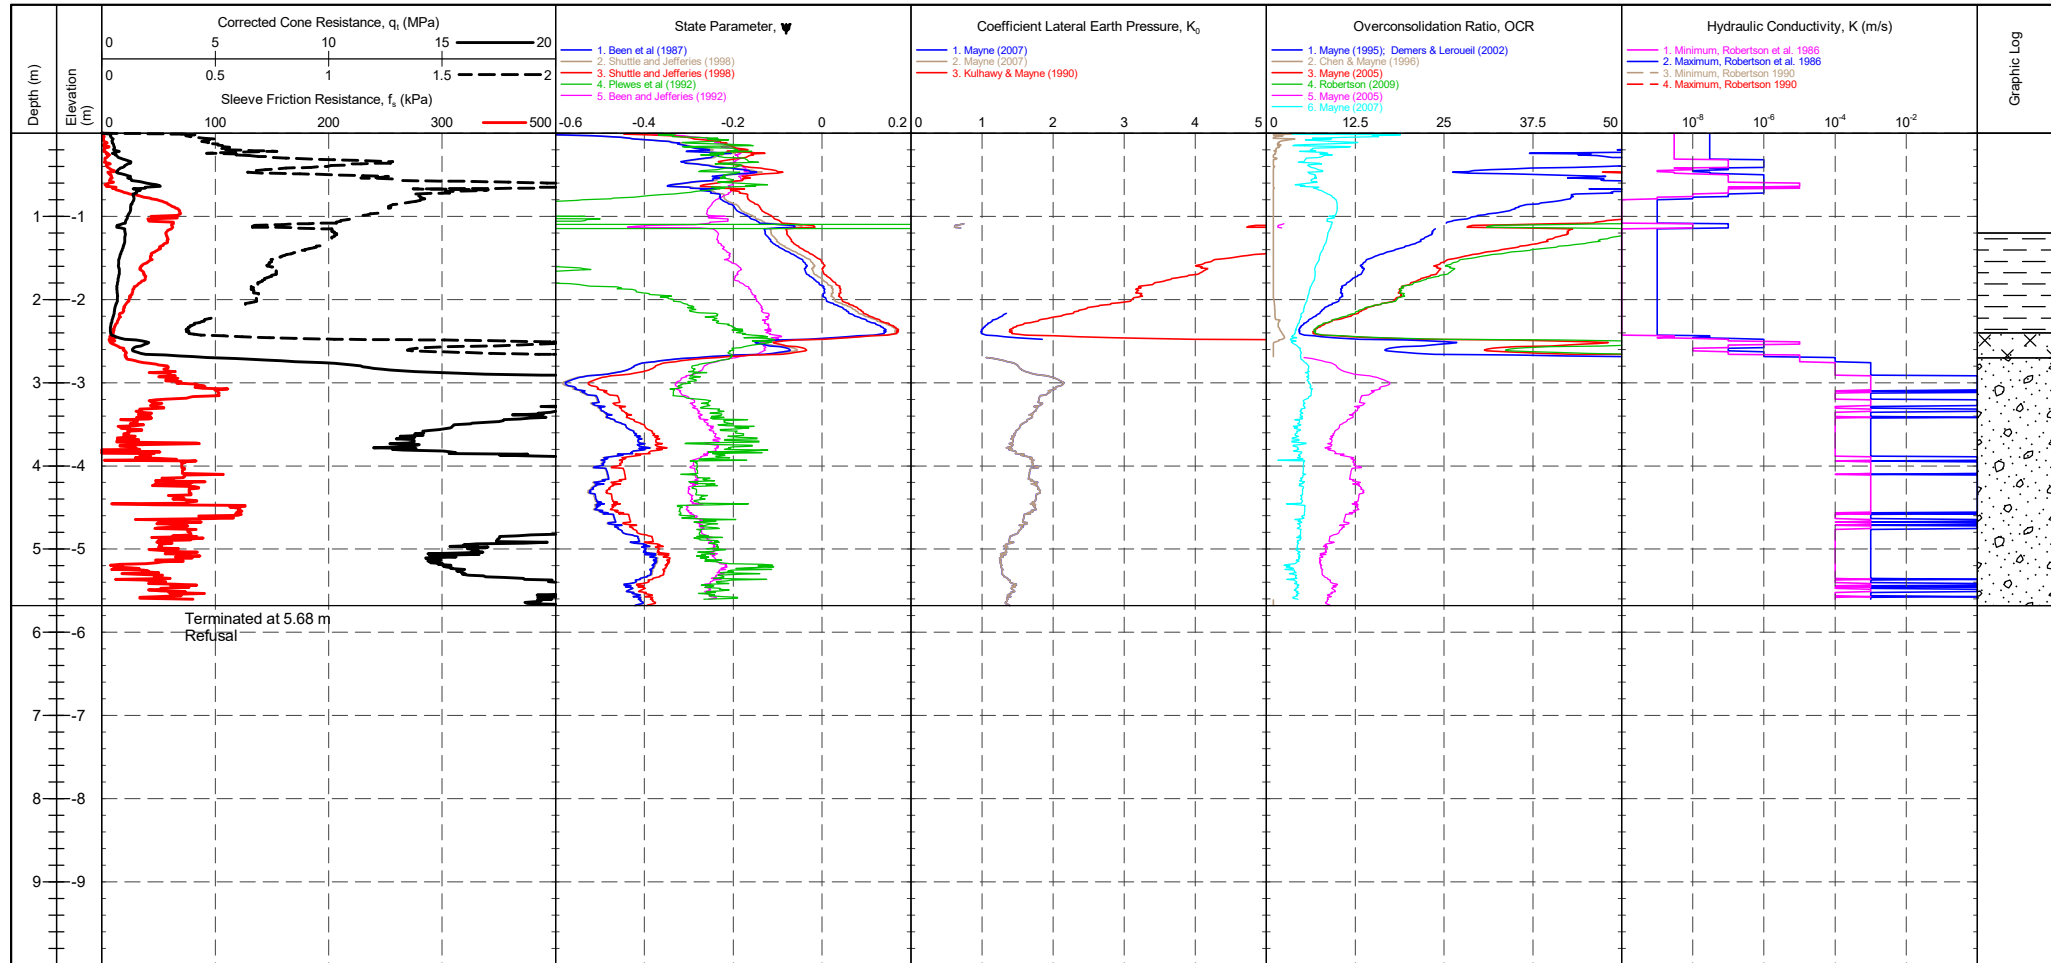 Depth (m)
Elevation (m)
Corrected Cone Resistance, qt (MPa)
0 5 10 15 20
0 0.5 1 1.5 2
Sleeve Friction Resistance, fs (kPa)
0 100 200 300 500
State Parameter, ψ
1. Been et al (1987)
2. Shuttle and Jefferies (1998)
3. Shuttle and Jefferies (1998)
4. Plewes et al (1992)
5. Been and Jefferies (1992)
-0.6 -0.4 -0.2 0 0.2
Coefficient Lateral Earth Pressure, K0
1. Mayne (2007)
2. Mayne (2007)
3. Kulhawy & Mayne (1990)
0 1 2 3 4 5
Overconsolidation Ratio, OCR
1. Mayne (1995); Demers & Leroueil (2002)
2. Chen & Mayne (1996)
3. Mayne (2005)
4. Robertson (2009)
5. Mayne (2005)
6. Mayne (2007)
0 12.5 25 37.5 50
Hydraulic Conductivity, K (m/s)
1. Minimum, Robertson et al. 1986
2. Maximum, Robertson et al. 1986
3. Minimum, Robertson 1990
4. Maximum, Robertson 1990
10-8 10-6 10-4 10-2
Graphic Log
1 -1
2 -2
3 -3
4 -4
5 -5
Terminated at 5.68 m
Refusal
6 -6
7 -7
8 -8
9 -9